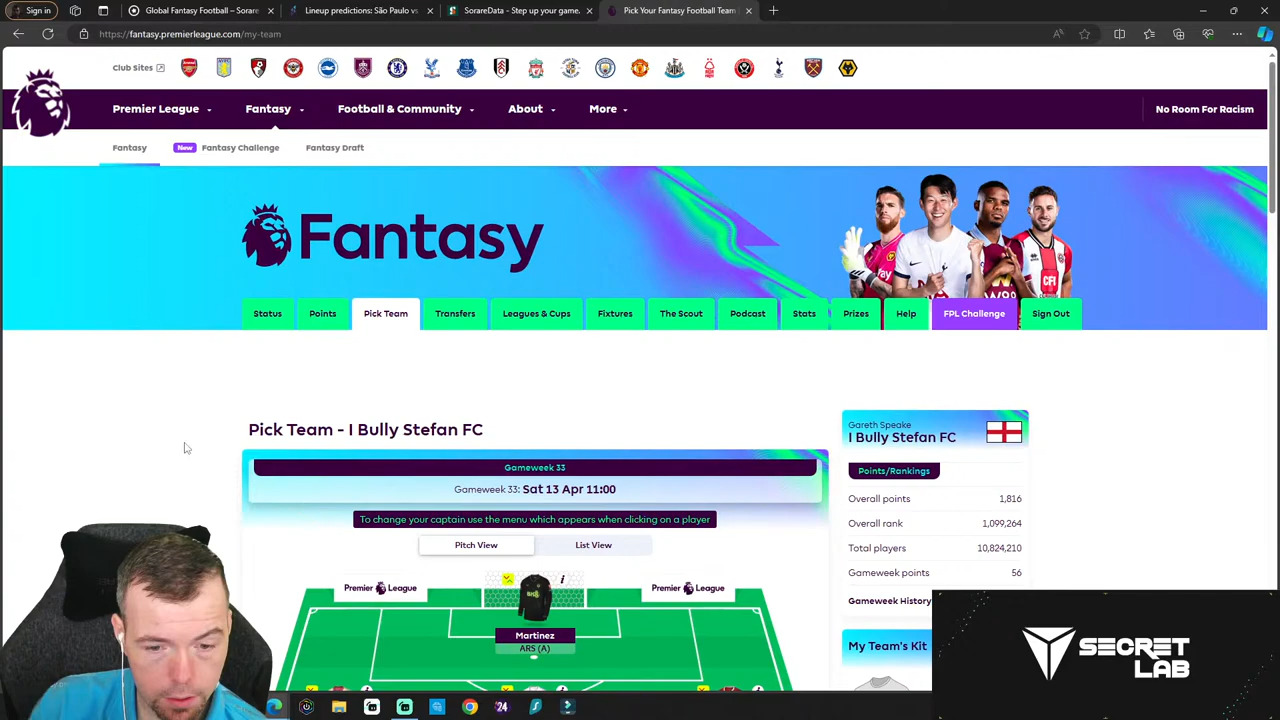 Sign in
Global Fantasy Football – Sorare
Lineup predictions: São Paulo vs
SorareData - Step up your game.
Pick Your Fantasy Football Team
https://fantasy.premierleague.com/my-team
Club Sites
Premier League
Fantasy
Football & Community
About
More
No Room For Racism
Fantasy
New
Fantasy Challenge
Fantasy Draft
Fantasy
Status
Points
Pick Team
Transfers
Leagues & Cups
Fixtures
The Scout
Podcast
Stats
Prizes
Help
FPL Challenge
Sign Out
Pick Team - I Bully Stefan FC
Gameweek 33
Gameweek 33: Sat 13 Apr 11:00
To change your captain use the menu which appears when clicking on a player
Pitch View
List View
Premier League
Premier League
Martinez
ARS (A)
Gareth Speake
I Bully Stefan FC
Points/Rankings
Overall points 1,816
Overall rank 1,099,264
Total players 10,824,210
Gameweek points 56
Gameweek History
My Team's Kit
SECRET
LAB